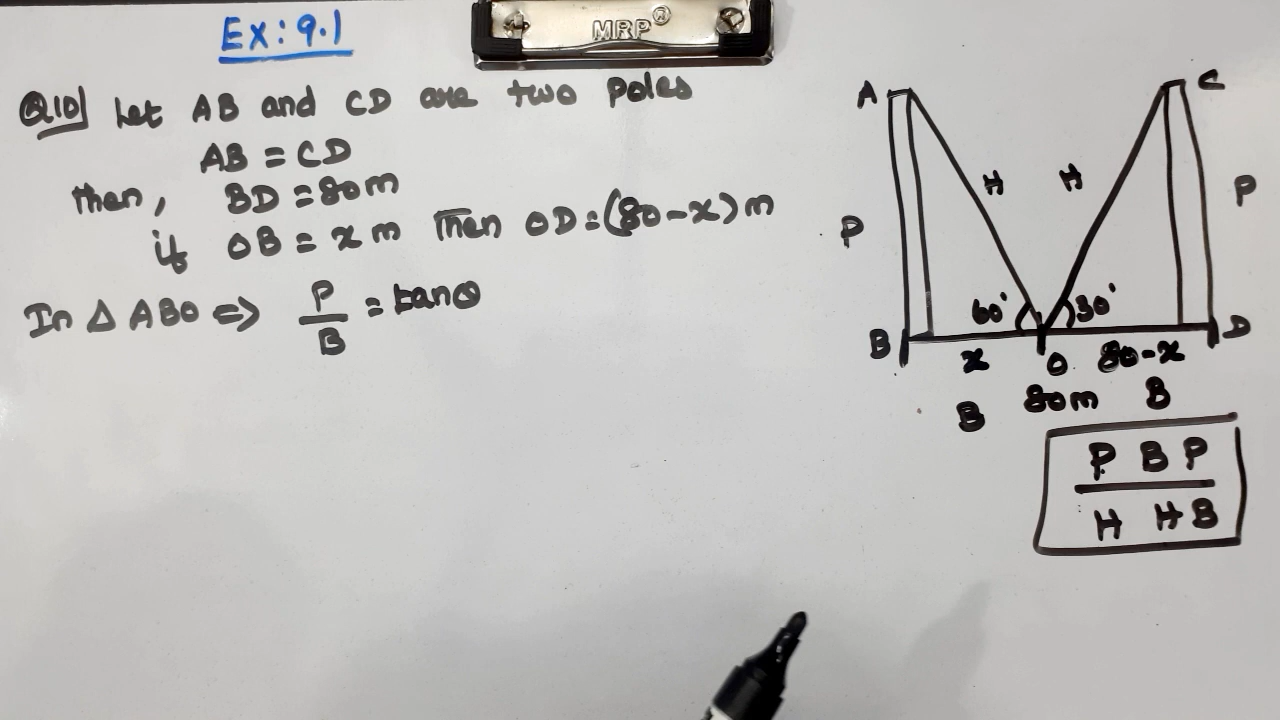 Ex: 9.1
MRP®
Q10) Let AB and CD are two poles
AB = CD
then, BD = 80m
if OB = x m Then OD = (80-x) m
In Δ ABO => P/B = tanθ
A C
H H
P P
60° 30°
B x O 80-x D
B 80m B
P B P
H H B